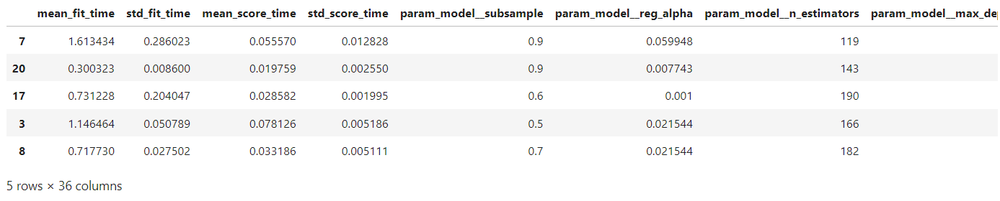 mean_fit_time std_fit_time mean_score_time std_score_time param_model__subsample param_model__reg_alpha param_model__n_estimators param_model__max_dep
7 1.613434 0.286023 0.055570 0.012828 0.9 0.059948 119
20 0.300323 0.008600 0.019759 0.002550 0.9 0.007743 143
17 0.731228 0.204047 0.028582 0.001995 0.6 0.001 190
3 1.146464 0.050789 0.078126 0.005186 0.5 0.021544 166
8 0.717730 0.027502 0.033186 0.005111 0.7 0.021544 182
5 rows × 36 columns